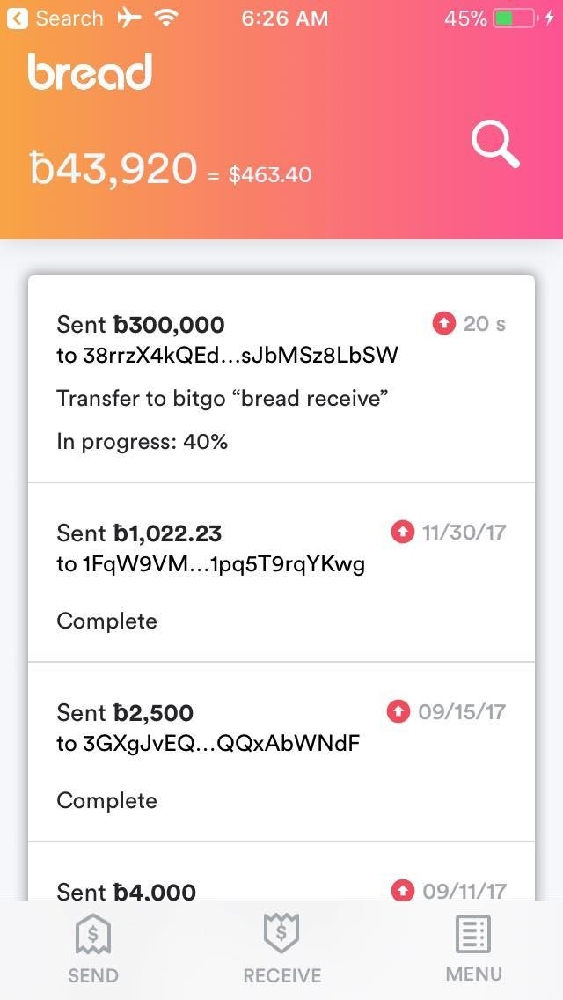 Search 6:26 AM 45%
bread
ƀ43,920 = $463.40
Sent ƀ300,000 20 s
to 38rrzX4kQEd...sJbMSz8LbSW
Transfer to bitgo “bread receive”
In progress: 40%
Sent ƀ1,022.23 11/30/17
to 1FqW9VM...1pq5T9rqYKwg
Complete
Sent ƀ2,500 09/15/17
to 3GXgJvEQ...QQxAbWNdF
Complete
Sent ƀ4,000 09/11/17
$ $
SEND RECEIVE MENU